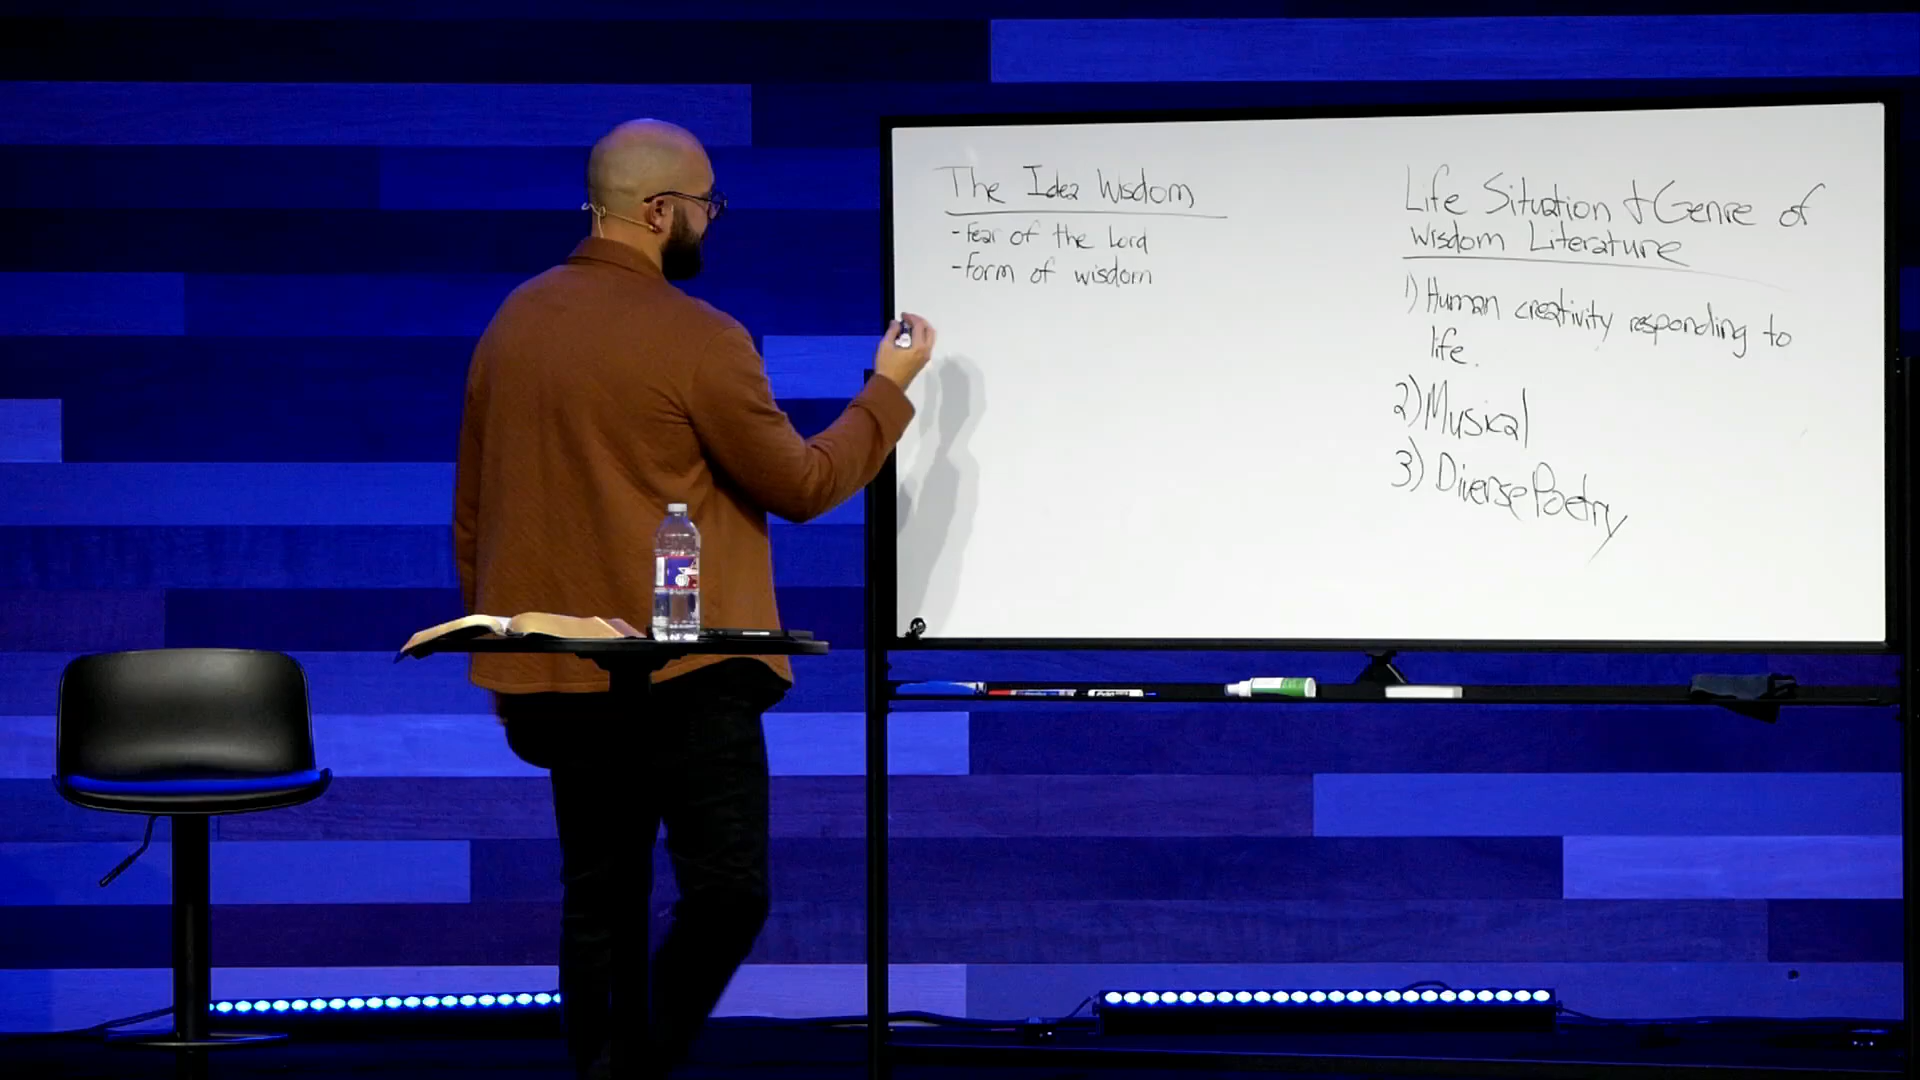 The Idea Wisdom
-fear of the Lord
-form of wisdom
Life Situation & Genre of
Wisdom Literature
1) Human creativity responding to
life.
2) Musical
3) Diverse Poetry